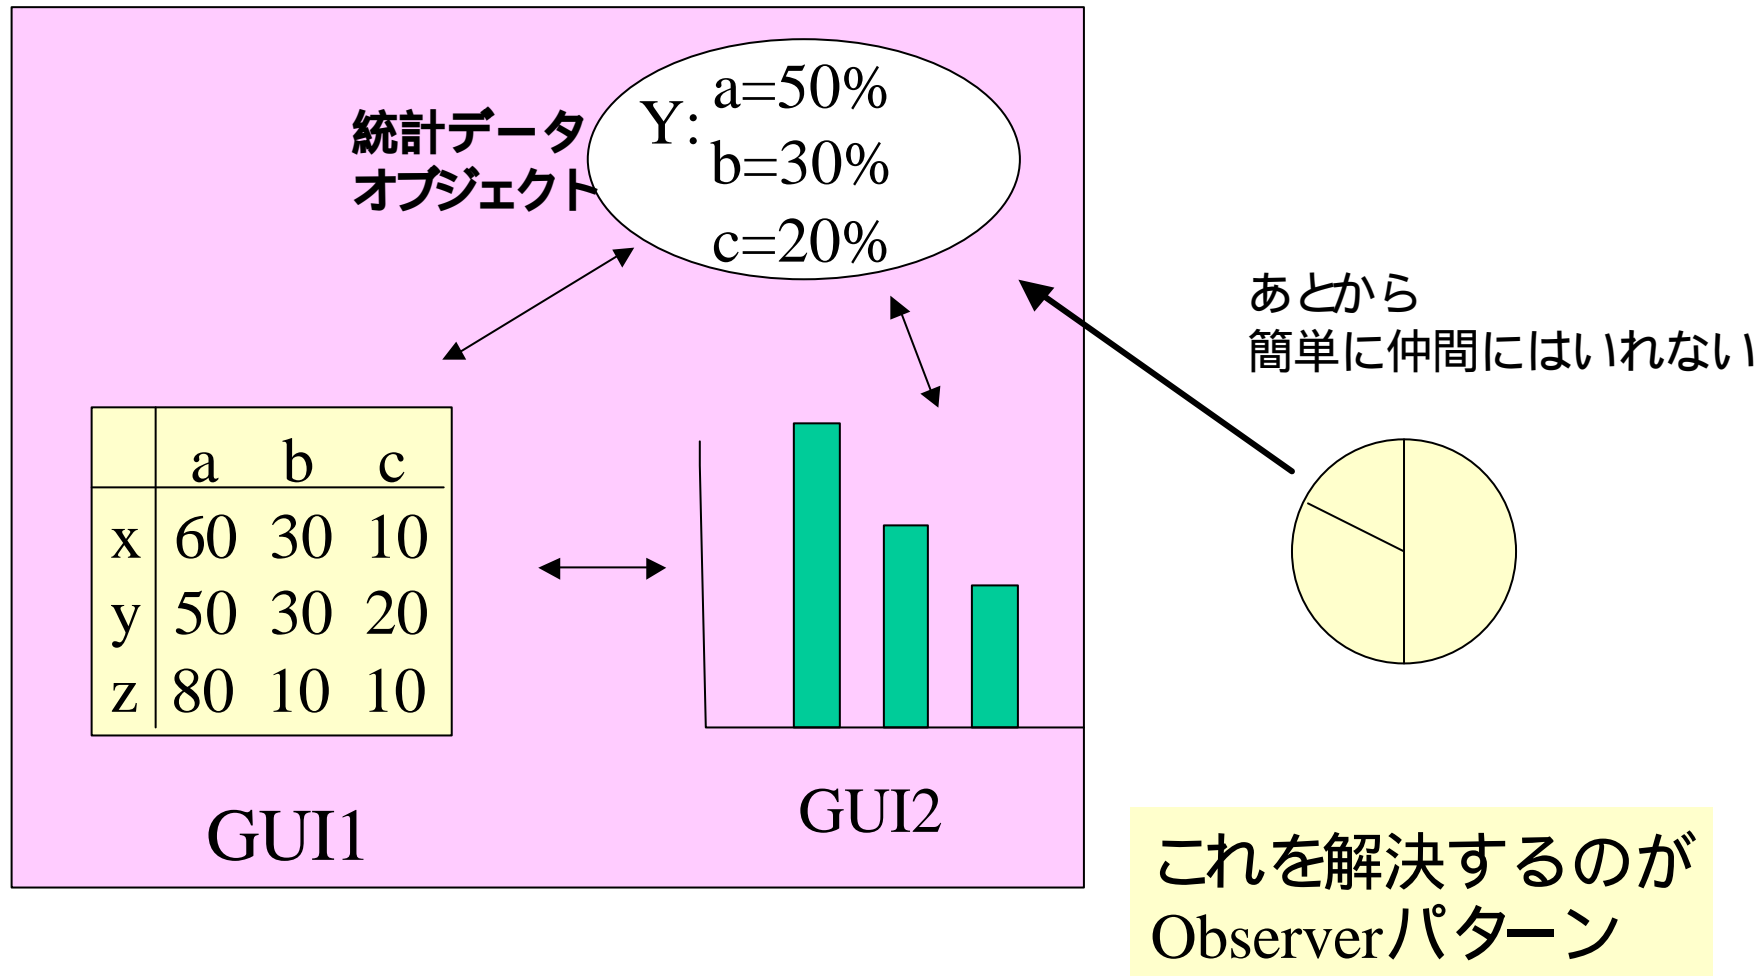 統計データ
オブジェクト
Y:
a=50%
b=30%
c=20%
あとから
簡単に仲間にはいれない
a b c
x 60 30 10
y 50 30 20
z 80 10 10
GUI1
GUI2
これを解決するのが
Observerパターン